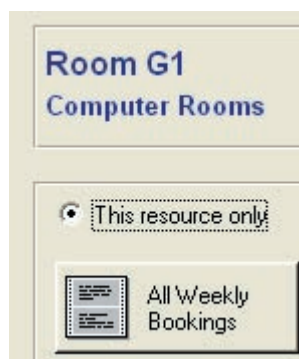 Room G1
Computer Rooms
This resource only
All Weekly
Bookings